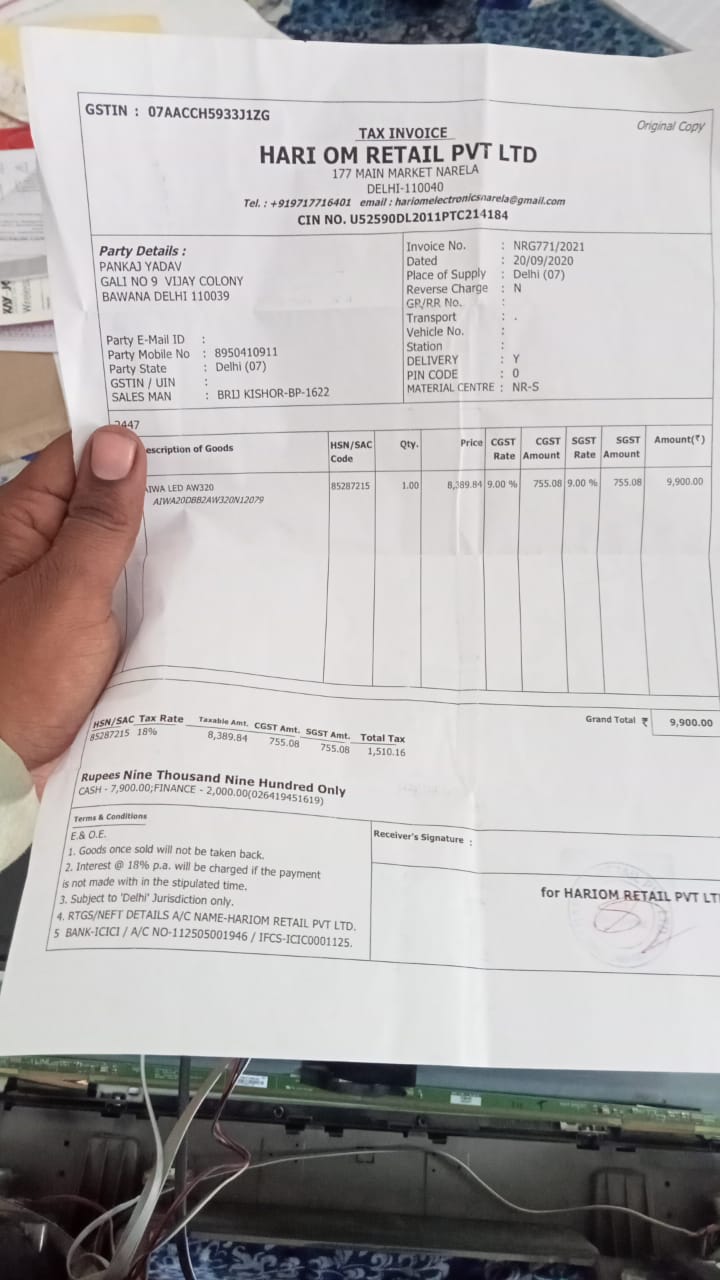 GSTIN : 07AACCH5933J1ZG
Original Copy
TAX INVOICE
HARI OM RETAIL PVT LTD
177 MAIN MARKET NARELA
DELHI-110040
Tel. : +919717716401 email : hariomelectronicsnarela@gmail.com
CIN NO. U52590DL2011PTC214184
Party Details :
PANKAJ YADAV
GALI NO 9 VIJAY COLONY
BAWANA DELHI 110039
Party E-Mail ID :
Party Mobile No : 8950410911
Party State : Delhi (07)
GSTIN / UIN :
SALES MAN : BRIJ KISHOR-BP-1622
Invoice No. : NRG771/2021
Dated : 20/09/2020
Place of Supply : Delhi (07)
Reverse Charge : N
GR/RR No. :
Transport : .
Vehicle No. :
Station :
DELIVERY : Y
PIN CODE : 0
MATERIAL CENTRE : NR-S
2447
escription of Goods HSN/SAC Code Qty. Price CGST Rate CGST Amount SGST Rate SGST Amount Amount(₹)
AIWA LED AW320 85287215 1.00 8,389.84 9.00 % 755.08 9.00 % 755.08 9,900.00
AIWA20DBB2AW320N12079
Grand Total ₹ 9,900.00
HSN/SAC Tax Rate Taxable Amt. CGST Amt. SGST Amt. Total Tax
85287215 18% 8,389.84 755.08 755.08 1,510.16
Rupees Nine Thousand Nine Hundred Only
CASH - 7,900.00;FINANCE - 2,000.00(026419451619)
Terms & Conditions
E.& O.E.
1. Goods once sold will not be taken back.
2. Interest @ 18% p.a. will be charged if the payment
is not made with in the stipulated time.
3. Subject to 'Delhi' Jurisdiction only.
4. RTGS/NEFT DETAILS A/C NAME-HARIOM RETAIL PVT LTD.
5 BANK-ICICI / A/C NO-112505001946 / IFCS-ICIC0001125.
Receiver's Signature :
for HARIOM RETAIL PVT LT